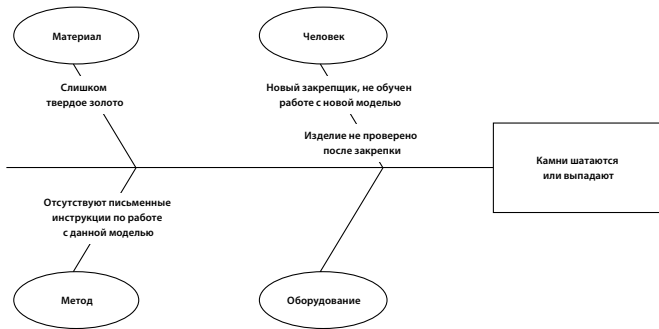 Материал
Человек
Слишком
твердое золото
Новый закрепщик, не обучен
работе с новой моделью
Изделие не проверено
после закрепки
Камни шатаются
или выпадают
Отсутствуют письменные
инструкции по работе
с данной моделью
Метод
Оборудование